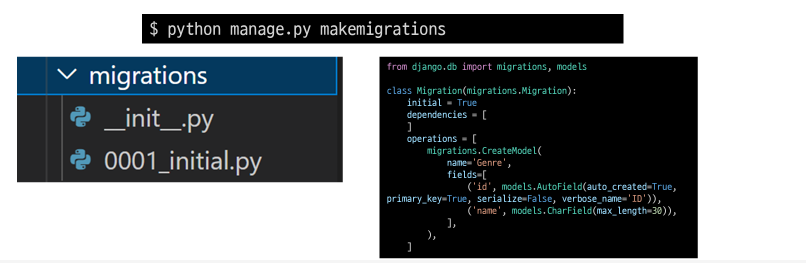 $ python manage.py makemigrations
migrations
__init__.py
0001_initial.py
from django.db import migrations, models
class Migration(migrations.Migration):
initial = True
dependencies = [
]
operations = [
migrations.CreateModel(
name='Genre',
fields=[
('id', models.AutoField(auto_created=True,
primary_key=True, serialize=False, verbose_name='ID')),
('name', models.CharField(max_length=30)),
],
),
]